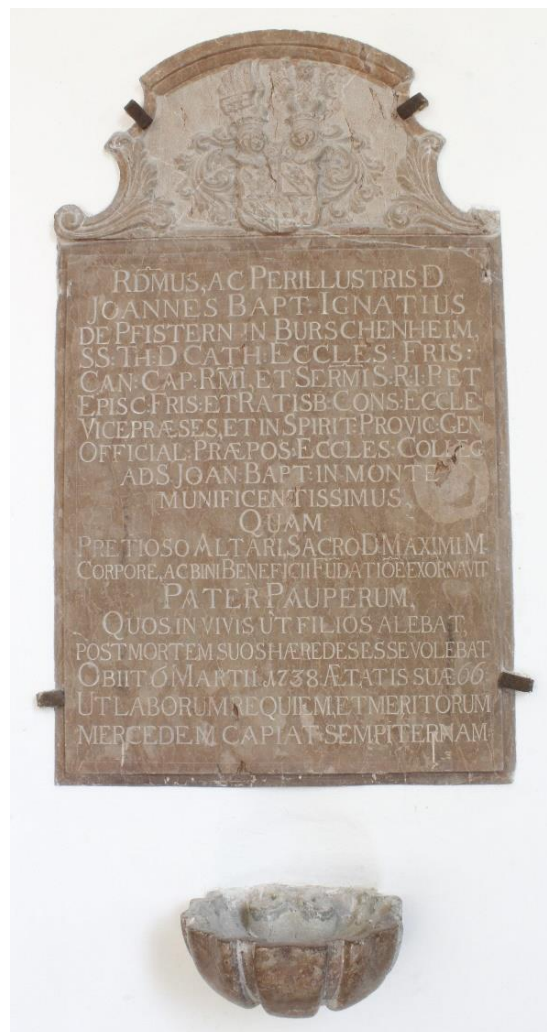 RD͞MUS, AC PERILLUSTRIS D
JOANNES BAPT: IGNATIUS
DE PFISTERN IN BURSCHENHEIM,
SS: TH: D CATH: ECCLES: FRIS:
CAN: CAP: RM͞I, ET SERM͞I S: R: I: P ET
EPISC: FRIS: ET RATISB: CONS: ECCLE:
VICEPRÆSES, ET IN SPIRIT: PROVIC: GEN
OFFICIAL: PRÆPOS: ECCLES: COLLEG
AD S. JOAN: BAPT: IN MONTE
MUNIFICENTISSIMUS,
QUAM
PRETIOSO ALTARI, SACRO D MAXIMI M
CORPORE, AC BINI BENEFICII FUDATIOE EXORNAVIT
PATER PAUPERUM,
QUOS IN VIVIS UT FILIOS ALEBAT,
POST MORTEM SUOS HÆREDES ESSE VOLEBAT
OBIIT 6 MARTII 1738 ÆTATIS SUÆ 66
UT LABORUM REQUIEM, ET MERITORUM
MERCEDEM CAPIAT SEMPITERNAM